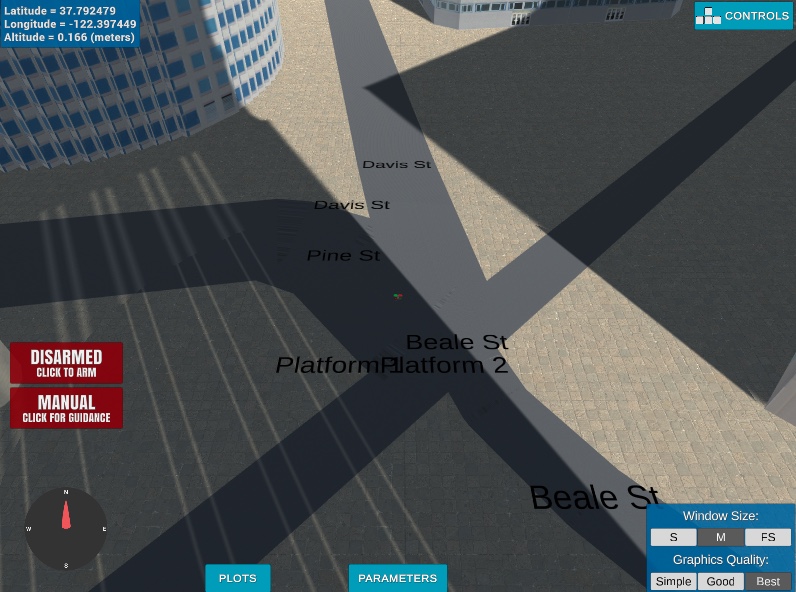 Latitude = 37.792479
Longitude = -122.397449
Altitude = 0.166 (meters)
CONTROLS
Davis St
Davis St
Pine St
Beale St
Platform 1
Platform 2
Beale St
DISARMED
CLICK TO ARM
MANUAL
CLICK FOR GUIDANCE
N
W
E
S
PLOTS
PARAMETERS
Window Size:
S
M
FS
Graphics Quality:
Simple
Good
Best